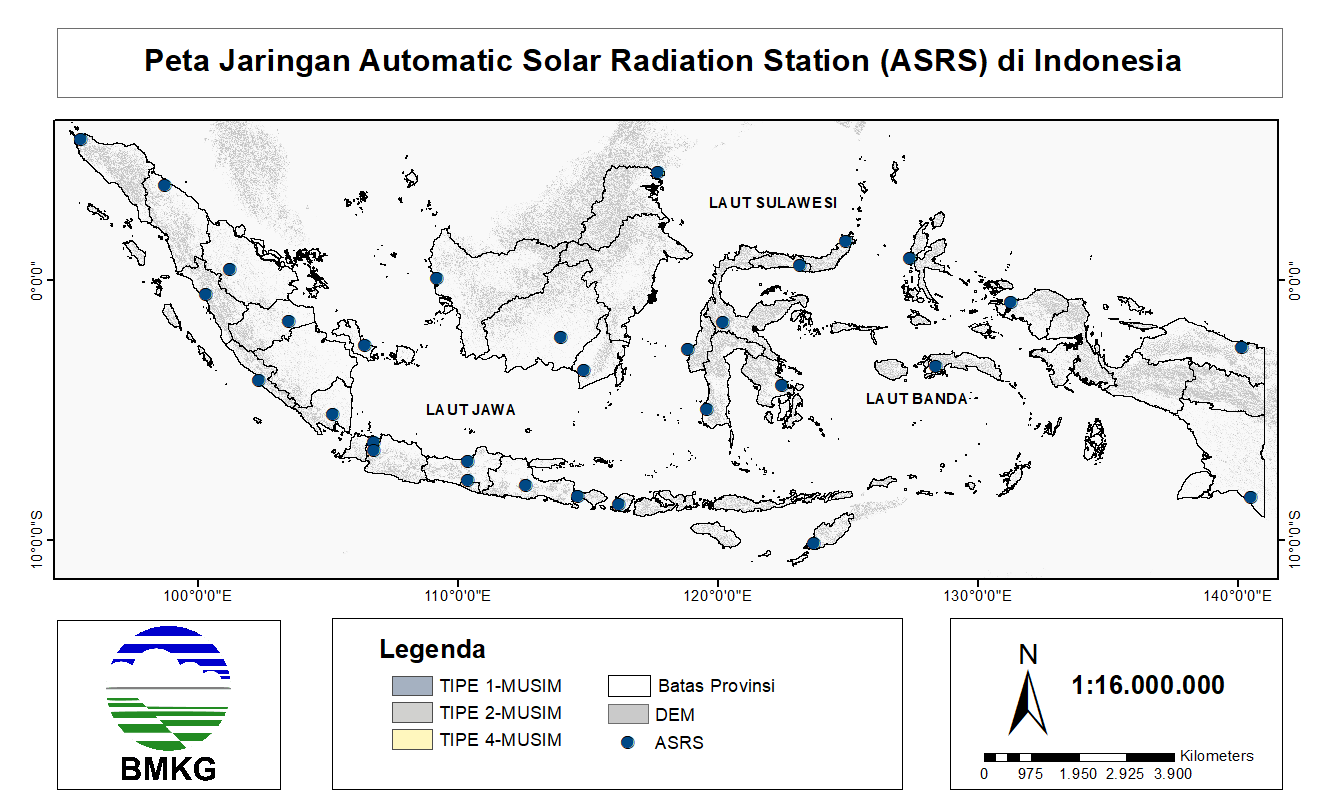 Peta Jaringan Automatic Solar Radiation Station (ASRS) di Indonesia
LAUT SULAWESI
0°0'0"
0°0'0"
LAUT BANDA
LAUT JAWA
10°0'0"S
10°0'0"S
100°0'0"E
110°0'0"E
120°0'0"E
130°0'0"E
140°0'0"E
BMKG
Legenda
TIPE 1-MUSIM
TIPE 2-MUSIM
TIPE 4-MUSIM
Batas Provinsi
DEM
ASRS
N
1:16.000.000
Kilometers
0 975 1.950 2.925 3.900